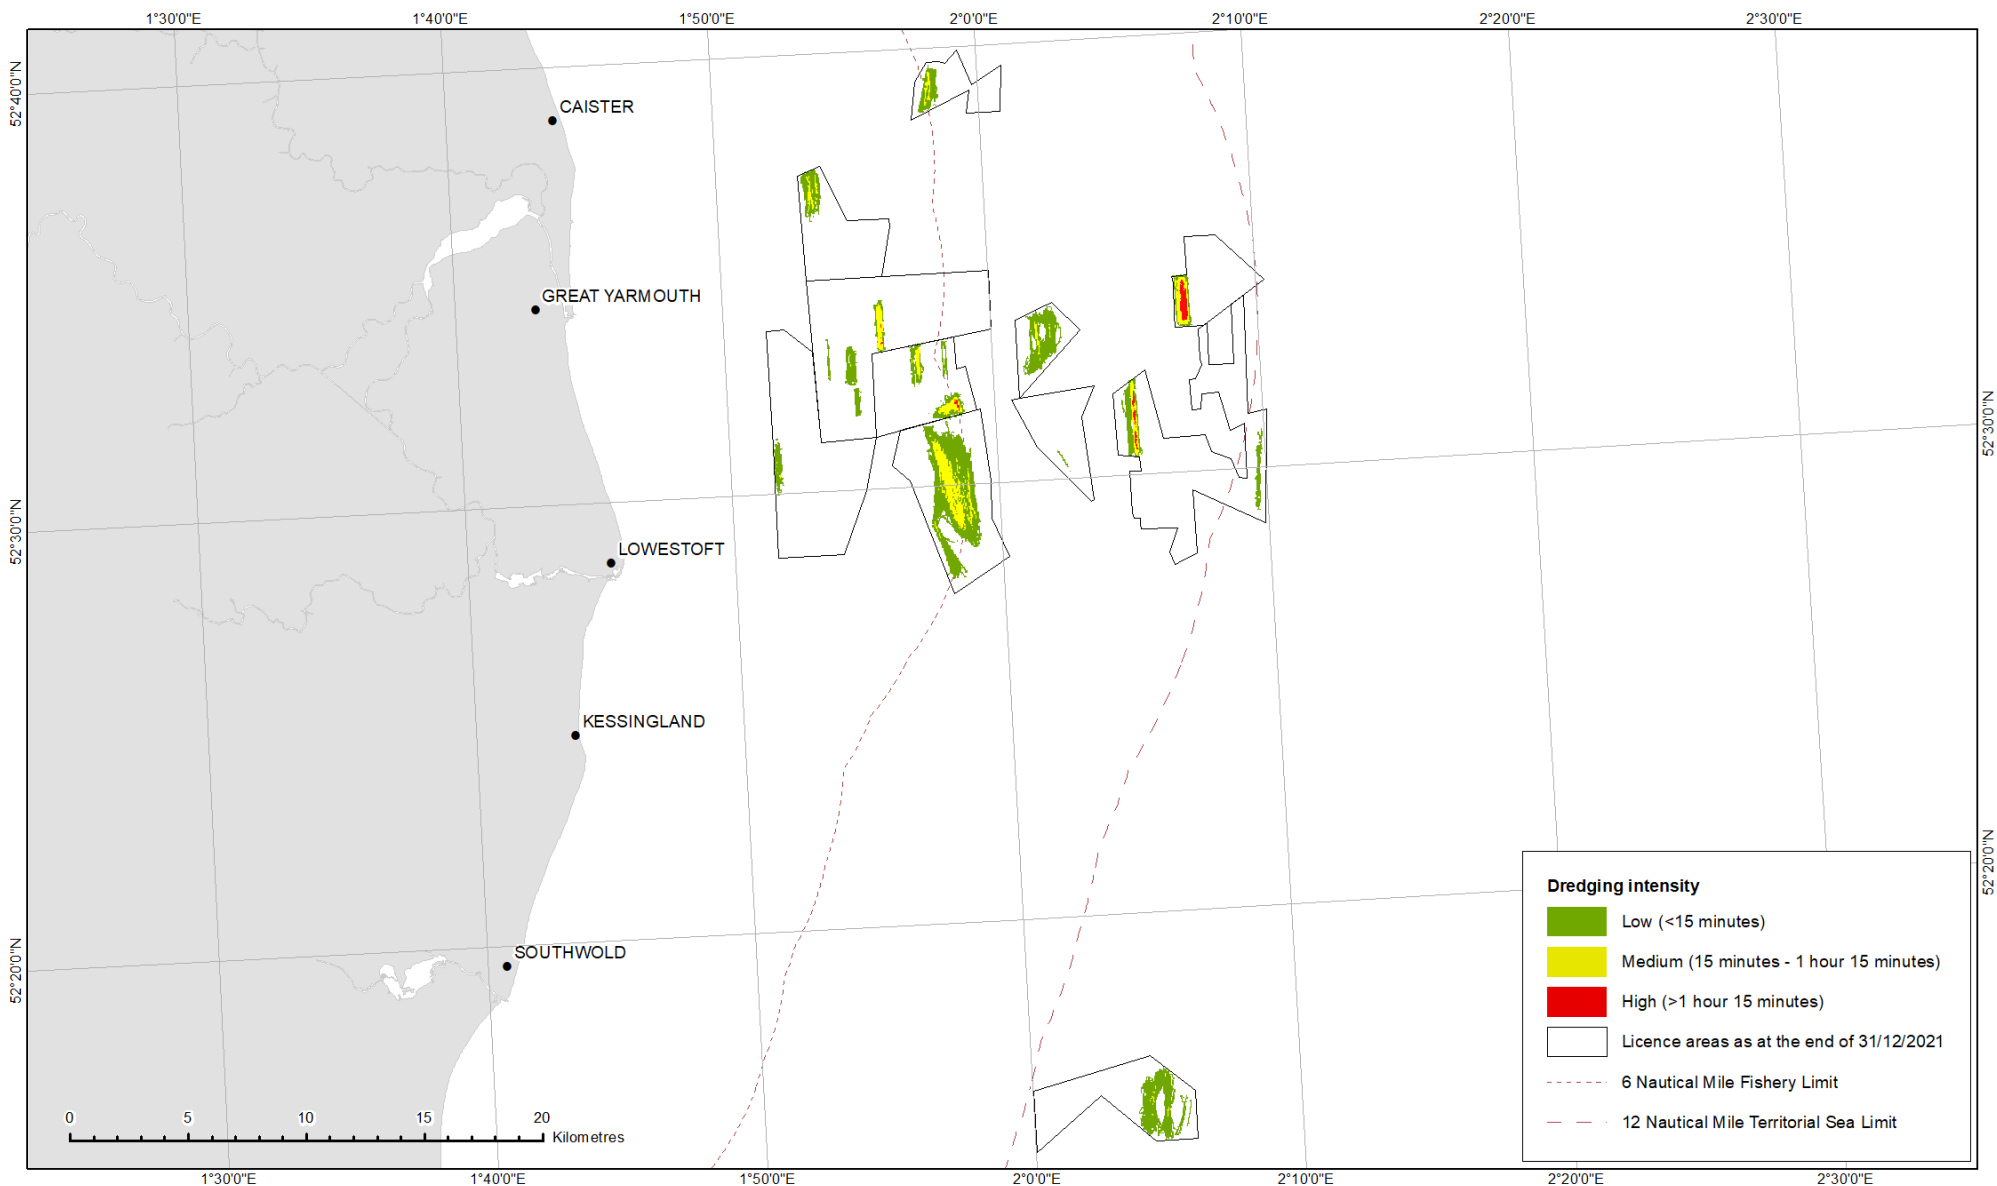 1°30'0"E
1°40'0"E
1°50'0"E
2°0'0"E
2°10'0"E
2°20'0"E
2°30'0"E
52°40'0"N
CAISTER
GREAT YARMOUTH
52°30'0"N
52°30'0"N
LOWESTOFT
KESSINGLAND
52°20'0"N
SOUTHWOLD
52°20'0"N
Dredging intensity
Low (<15 minutes)
Medium (15 minutes - 1 hour 15 minutes)
High (>1 hour 15 minutes)
Licence areas as at the end of 31/12/2021
6 Nautical Mile Fishery Limit
12 Nautical Mile Territorial Sea Limit
0 5 10 15 20
Kilometres
1°30'0"E
1°40'0"E
1°50'0"E
2°0'0"E
2°10'0"E
2°20'0"E
2°30'0"E